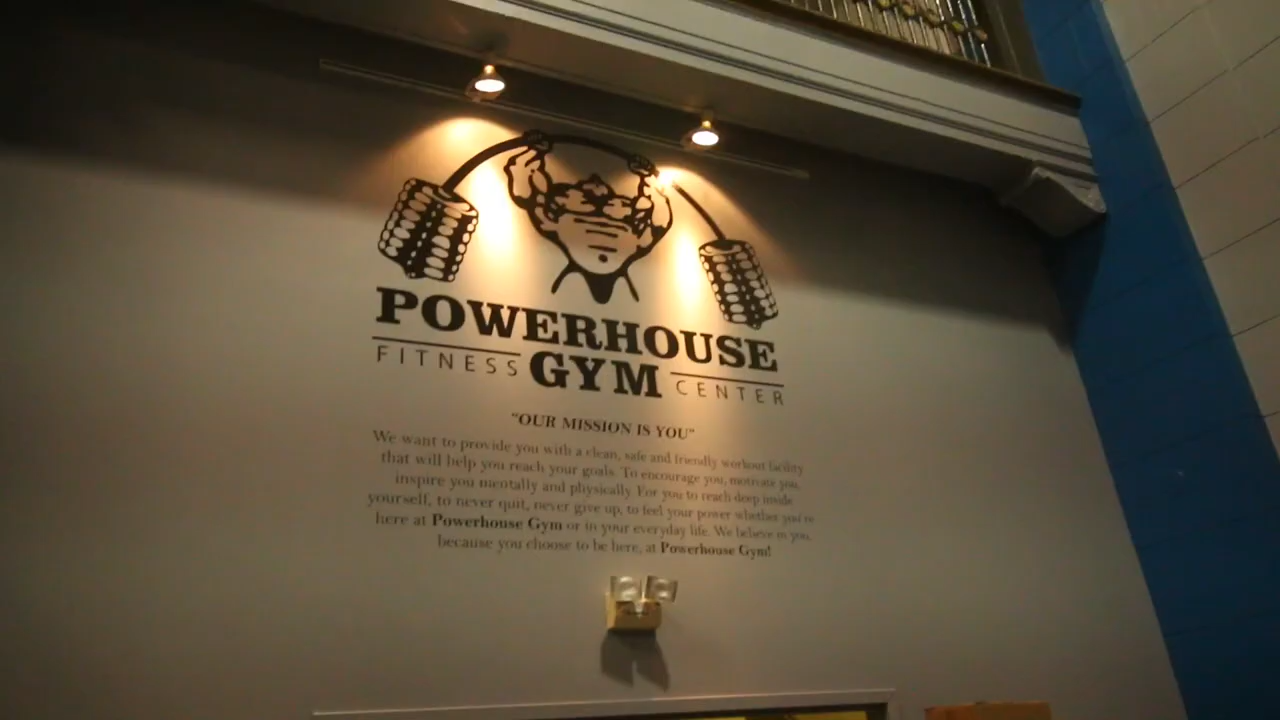 POWERHOUSE
FITNESS GYM CENTER
"OUR MISSION IS YOU"
We want to provide you with a clean, safe and friendly workout facility
that will help you reach your goals. To encourage you, motivate you,
inspire you mentally and physically. For you to reach deep inside
yourself, to never quit, never give up, to feel your power whether you're
here at Powerhouse Gym or in your everyday life. We believe in you,
because you choose to be here, at Powerhouse Gym!